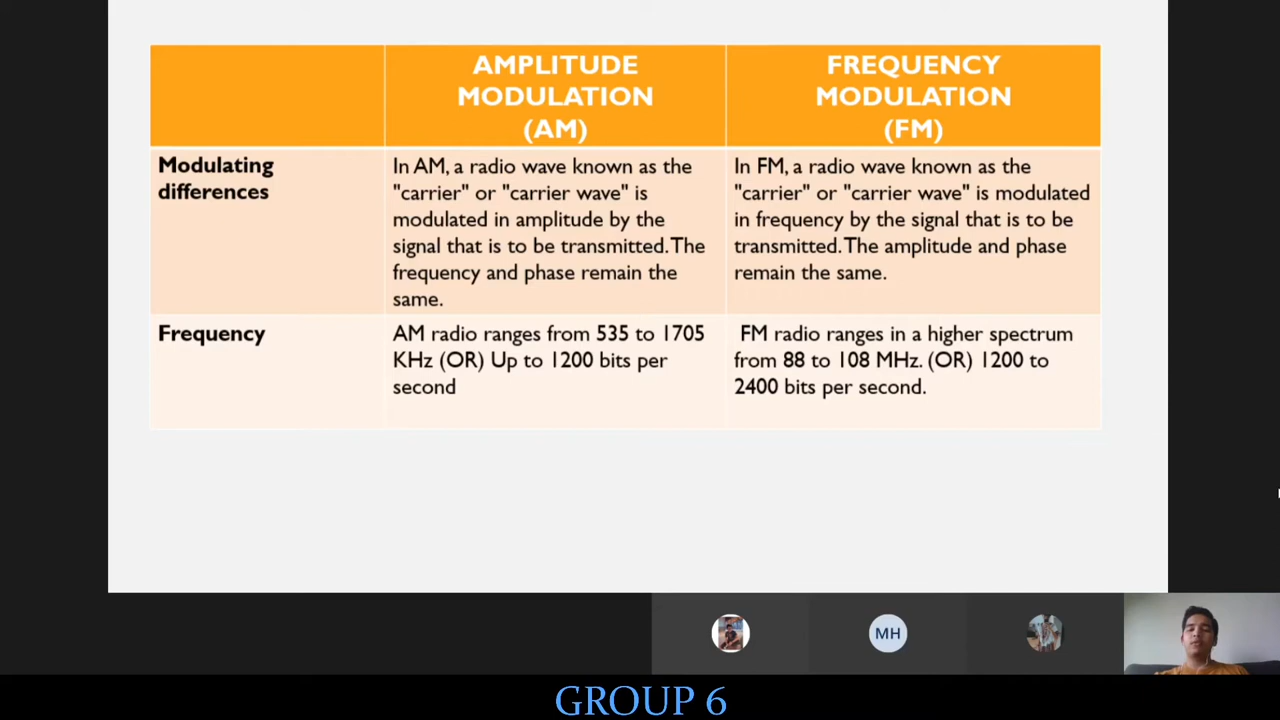 AMPLITUDE
MODULATION
(AM)
FREQUENCY
MODULATION
(FM)
Modulating
differences
In AM, a radio wave known as the
"carrier" or "carrier wave" is
modulated in amplitude by the
signal that is to be transmitted. The
frequency and phase remain the
same.
In FM, a radio wave known as the
"carrier" or "carrier wave" is modulated
in frequency by the signal that is to be
transmitted. The amplitude and phase
remain the same.
Frequency
AM radio ranges from 535 to 1705
KHz (OR) Up to 1200 bits per
second
FM radio ranges in a higher spectrum
from 88 to 108 MHz. (OR) 1200 to
2400 bits per second.
MH
GROUP 6